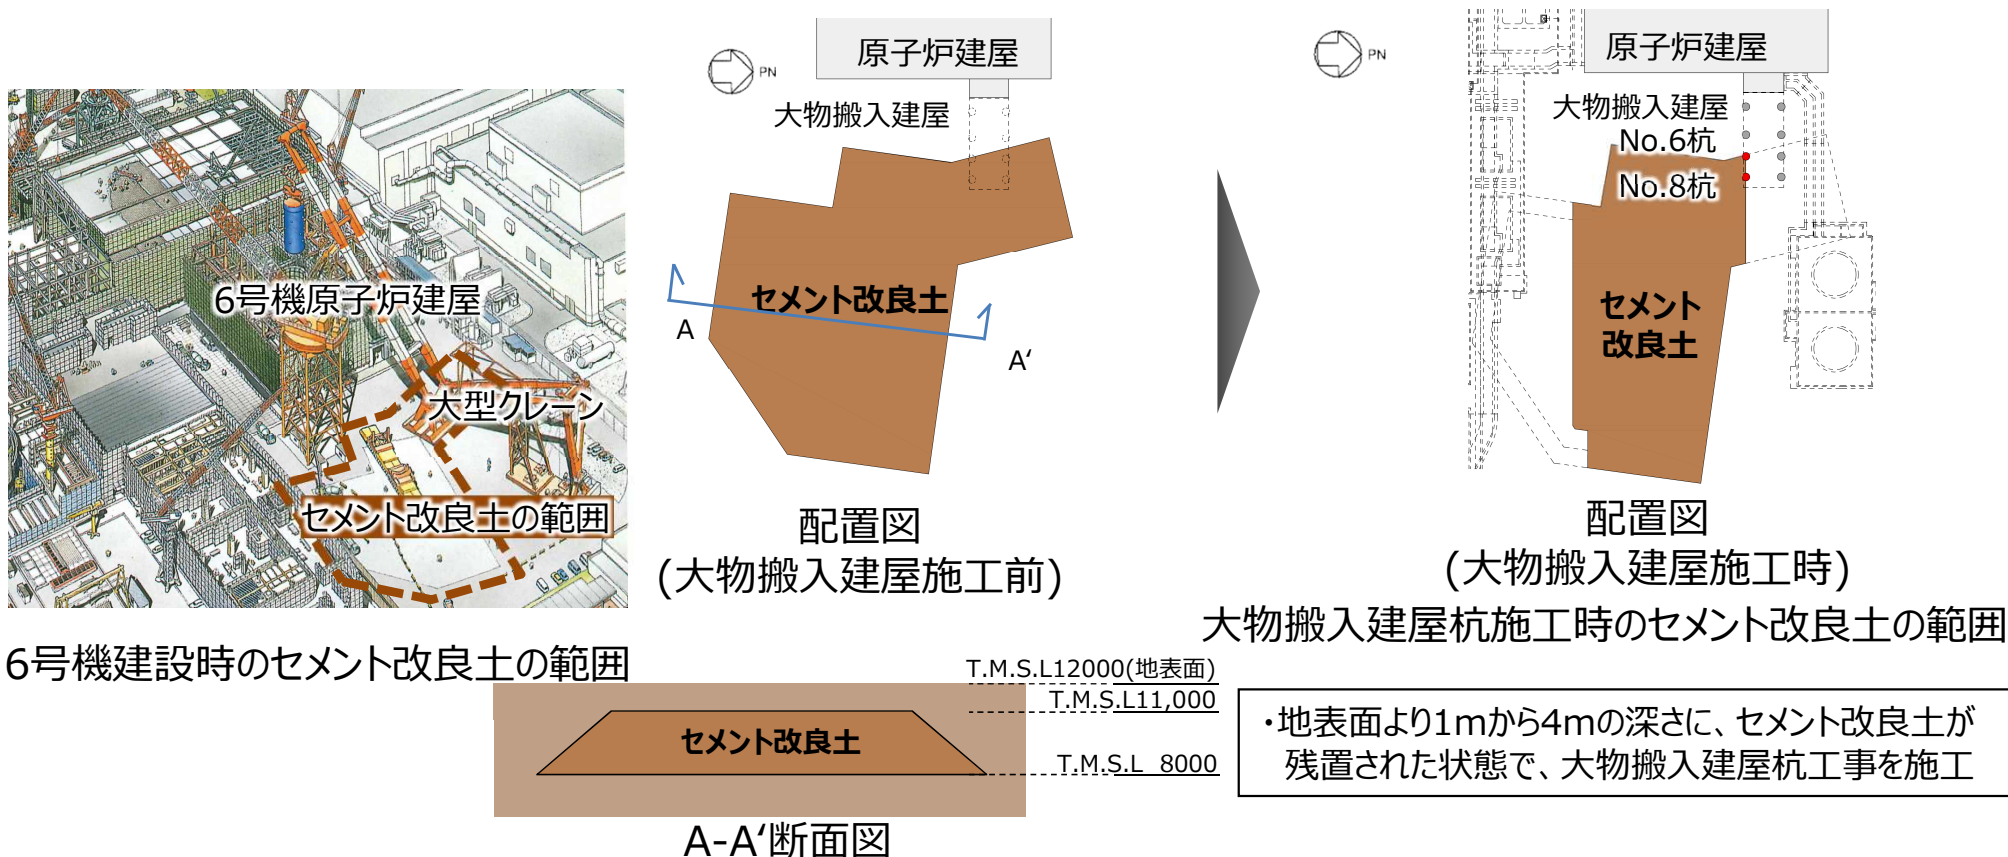 6号機原子炉建屋
大型クレーン
セメント改良土の範囲
6号機建設時のセメント改良土の範囲
PN
原子炉建屋
大物搬入建屋
セメント改良土
A
A‘
配置図
(大物搬入建屋施工前)
PN
原子炉建屋
大物搬入建屋
No.6杭
No.8杭
セメント
改良土
配置図
(大物搬入建屋施工時)
大物搬入建屋杭施工時のセメント改良土の範囲
T.M.S.L12000(地表面)
T.M.S.L11,000
セメント改良土
T.M.S.L 8000
A-A‘断面図
・地表面より1mから4mの深さに、セメント改良土が
残置された状態で、大物搬入建屋杭工事を施工